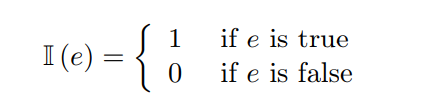 𝕀 (e) = { 1 if e is true
0 if e is false